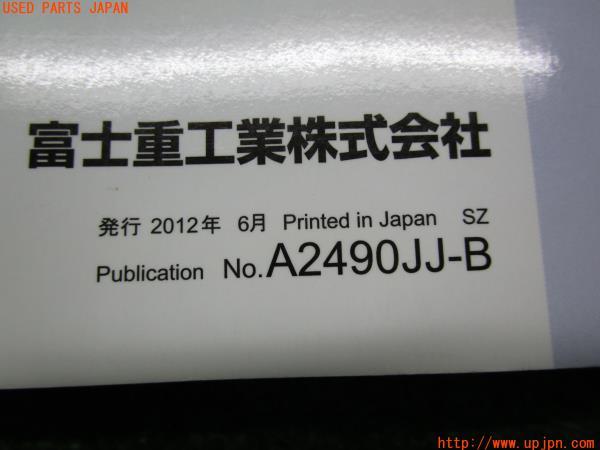 USED PARTS JAPAN
富士重工業株式会社
発行 2012年 6月 Printed in Japan SZ
Publication No.A2490JJ-B
http://www.upjpn.com/